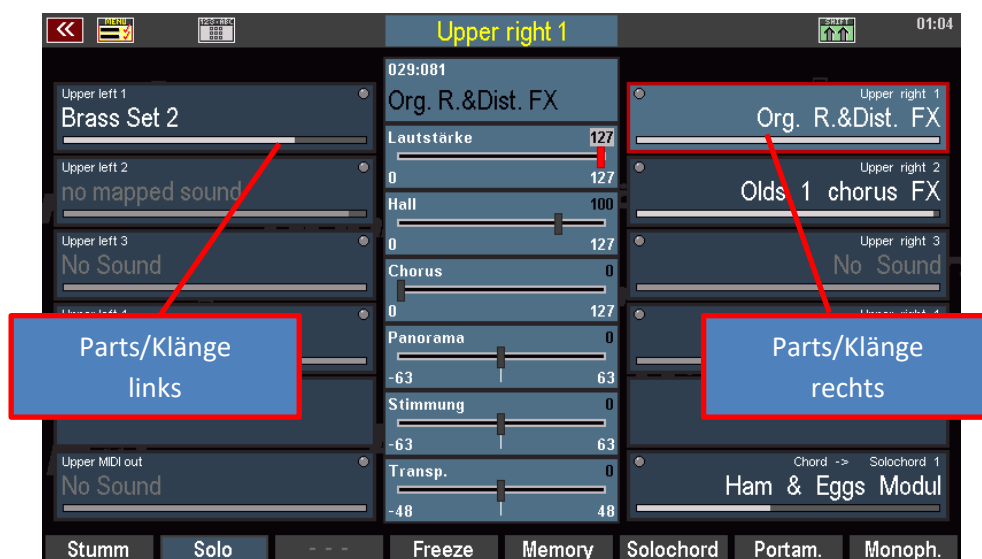 MENU
123·ABC
Upper right 1
SHIFT
01:04
Upper left 1
Brass Set 2
Upper left 2
no mapped sound
Upper left 3
No Sound
Parts/Klänge
links
Upper MIDI out
No Sound
029:081
Org. R.&Dist. FX
Lautstärke 127
0 127
Hall 100
0 127
Chorus 0
0 127
Panorama 0
-63 63
Stimmung 0
-63 63
Transp. 0
-48 48
Upper right 1
Org. R.&Dist. FX
Upper right 2
Olds 1 chorus FX
Upper right 3
No Sound
Parts/Klänge
rechts
Chord -> Solochord 1
Ham & Eggs Modul
Stumm Solo - - - Freeze Memory Solochord Portam. Monoph.